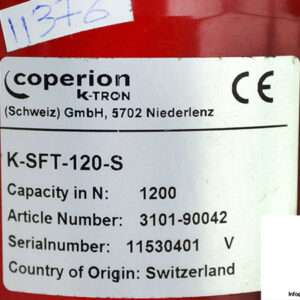 11376
coperion
K-TRON
(Schweiz) GmbH, 5702 Niederlenz
CE
K-SFT-120-S
Capacity in N: 1200
Article Number: 3101-90042
Serialnumber: 11530401 V
Country of Origin: Switzerland